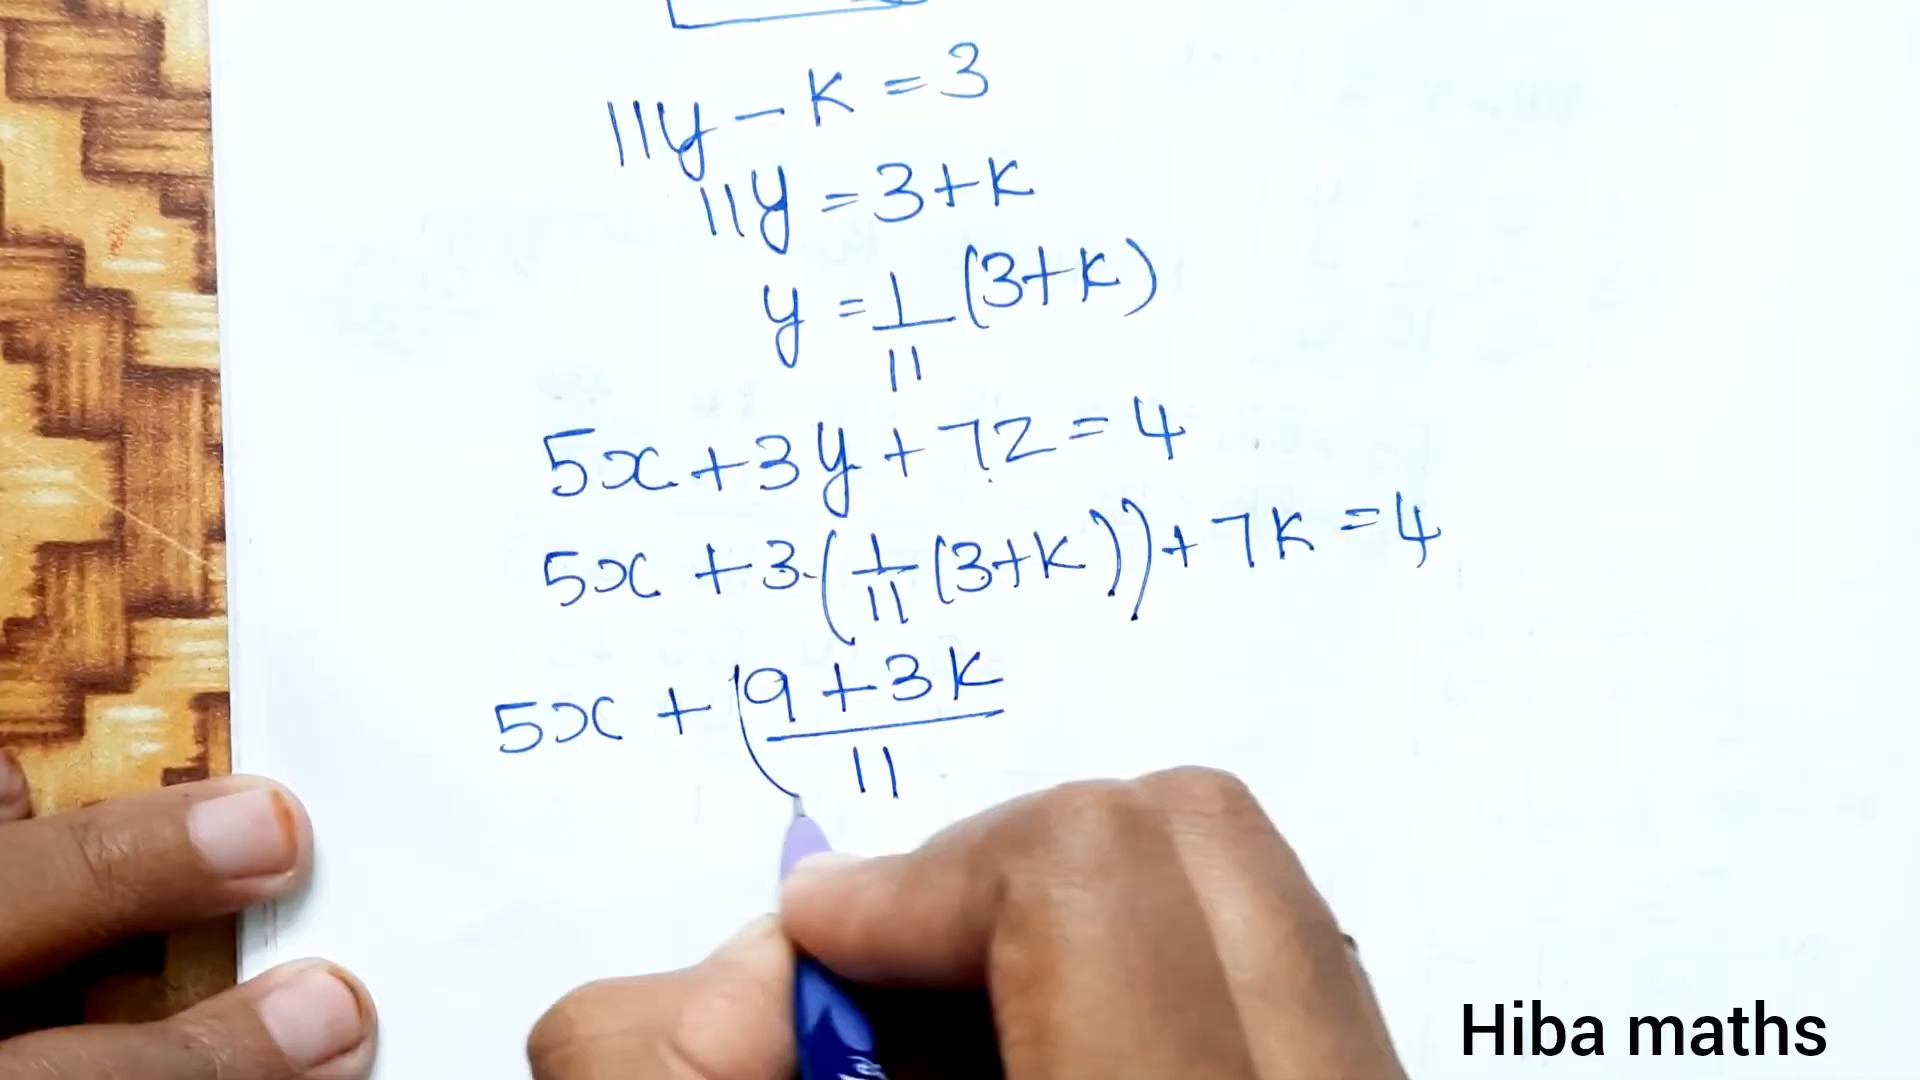 11y - k = 3
11y = 3 + k
y = 1/11 (3 + k)
5x + 3y + 7z = 4
5x + 3·(1/11 (3 + k)) + 7k = 4
5x + (9 + 3k/11
Hiba maths